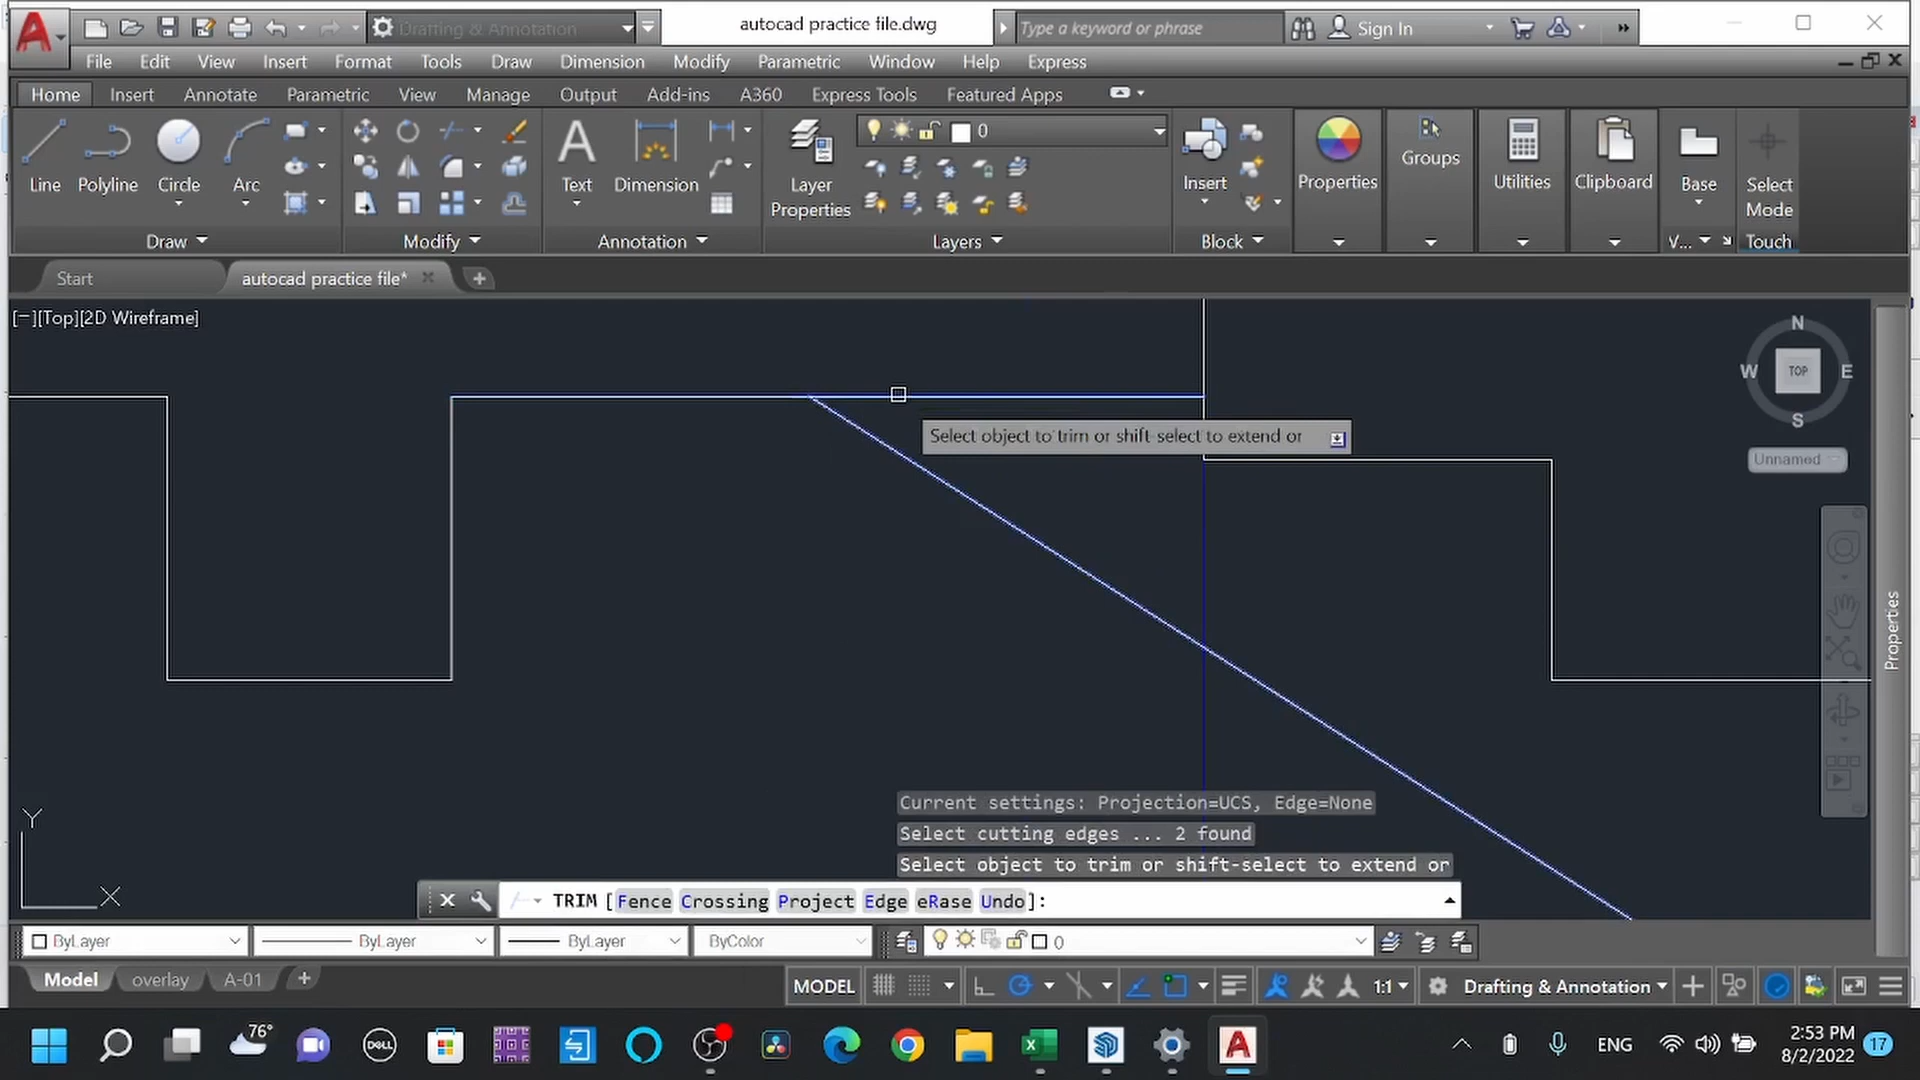 Drafting & Annotation
autocad practice file.dwg
Type a keyword or phrase
Sign In
File Edit View Insert Format Tools Draw Dimension Modify Parametric Window Help Express
Home Insert Annotate Parametric View Manage Output Add-ins A360 Express Tools Featured Apps
0
Line Polyline Circle Arc
Text Dimension
Layer Properties
Insert
Properties
Groups
Utilities
Clipboard
Base
Select Mode
Draw Modify Annotation Layers Block V... Touch
Start autocad practice file*
[−][Top][2D Wireframe]
N
W TOP E
S
Unnamed
Select object to trim or shift-select to extend or
Properties
Current settings: Projection=UCS, Edge=None
Select cutting edges ... 2 found
Select object to trim or shift-select to extend or
TRIM [Fence Crossing Project Edge eRase Undo]:
Y
X
ByLayer ByLayer ByLayer ByColor 0
Model overlay A-01
MODEL 1:1 Drafting & Annotation
76°
DELL
ENG
2:53 PM
8/2/2022
17